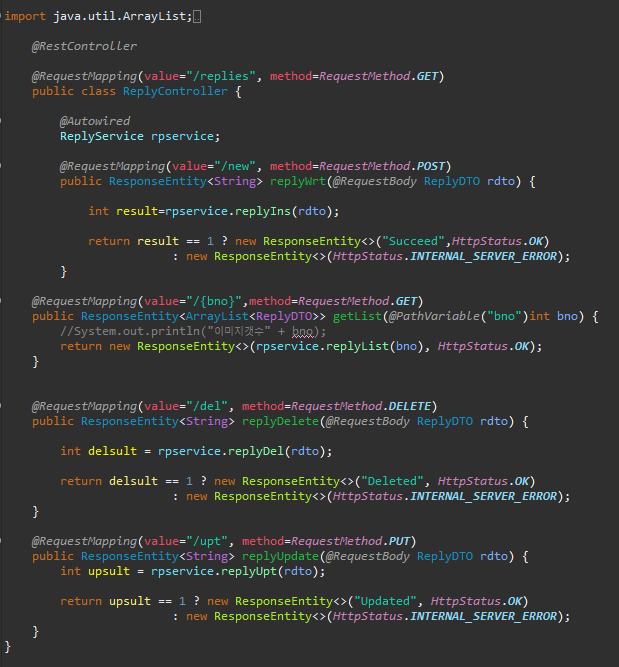 import java.util.ArrayList;
@RestController
@RequestMapping(value="/replies", method=RequestMethod.GET)
public class ReplyController {
@Autowired
ReplyService rpservice;
@RequestMapping(value="/new", method=RequestMethod.POST)
public ResponseEntity<String> replyWrt(@RequestBody ReplyDTO rdto) {
int result=rpservice.replyIns(rdto);
return result == 1 ? new ResponseEntity<>("Succeed",HttpStatus.OK)
: new ResponseEntity<>(HttpStatus.INTERNAL_SERVER_ERROR);
}
@RequestMapping(value="/{bno}",method=RequestMethod.GET)
public ResponseEntity<ArrayList<ReplyDTO>> getList(@PathVariable("bno")int bno) {
//System.out.println("이미지갯수" + bno);
return new ResponseEntity<>(rpservice.replyList(bno), HttpStatus.OK);
}
@RequestMapping(value="/del", method=RequestMethod.DELETE)
public ResponseEntity<String> replyDelete(@RequestBody ReplyDTO rdto) {
int delsult = rpservice.replyDel(rdto);
return delsult == 1 ? new ResponseEntity<>("Deleted", HttpStatus.OK)
: new ResponseEntity<>(HttpStatus.INTERNAL_SERVER_ERROR);
}
@RequestMapping(value="/upt", method=RequestMethod.PUT)
public ResponseEntity<String> replyUpdate(@RequestBody ReplyDTO rdto) {
int upsult = rpservice.replyUpt(rdto);
return upsult == 1 ? new ResponseEntity<>("Updated", HttpStatus.OK)
: new ResponseEntity<>(HttpStatus.INTERNAL_SERVER_ERROR);
}
}